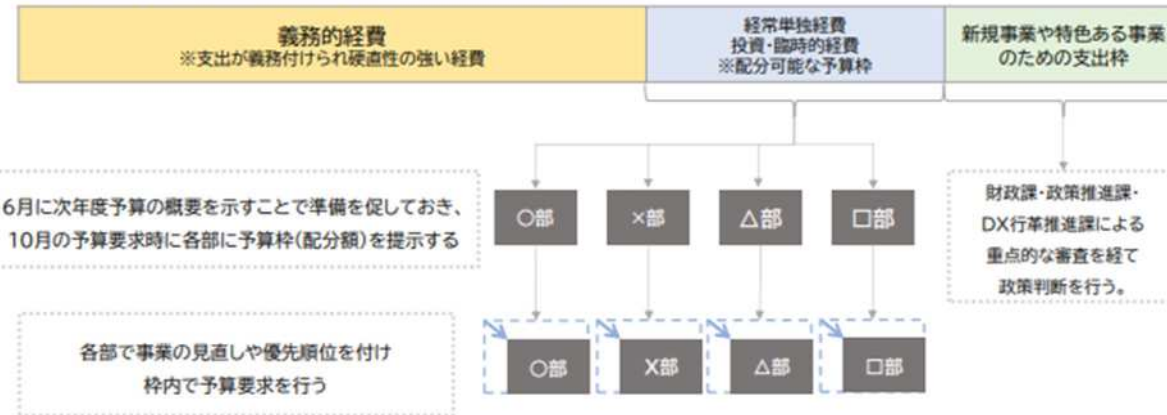 義務的経費
※支出が義務付けられ硬直性の強い経費
経常単独経費
投資・臨時的経費
※配分可能な予算枠
新規事業や特色ある事業
のための支出枠
6月に次年度予算の概要を示すことで準備を促しておき、
10月の予算要求時に各部に予算枠(配分額)を提示する
〇部
×部
△部
□部
財政課・政策推進課・
DX行革推進課による
重点的な審査を経て
政策判断を行う。
各部で事業の見直しや優先順位を付け
枠内で予算要求を行う
〇部
X部
△部
□部